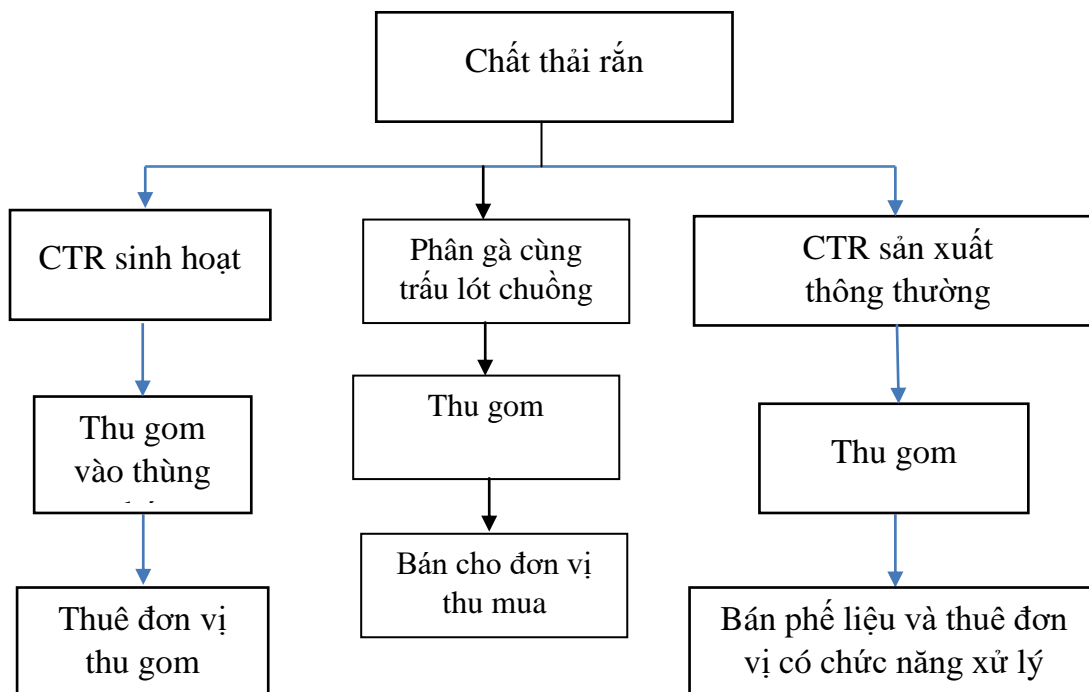 Chất thải rắn
CTR sinh hoạt
Phân gà cùng
trấu lót chuồng
CTR sản xuất
thông thường
Thu gom
vào thùng
Thu gom
Thu gom
Thuê đơn vị
thu gom
Bán cho đơn vị
thu mua
Bán phế liệu và thuê đơn
vị có chức năng xử lý